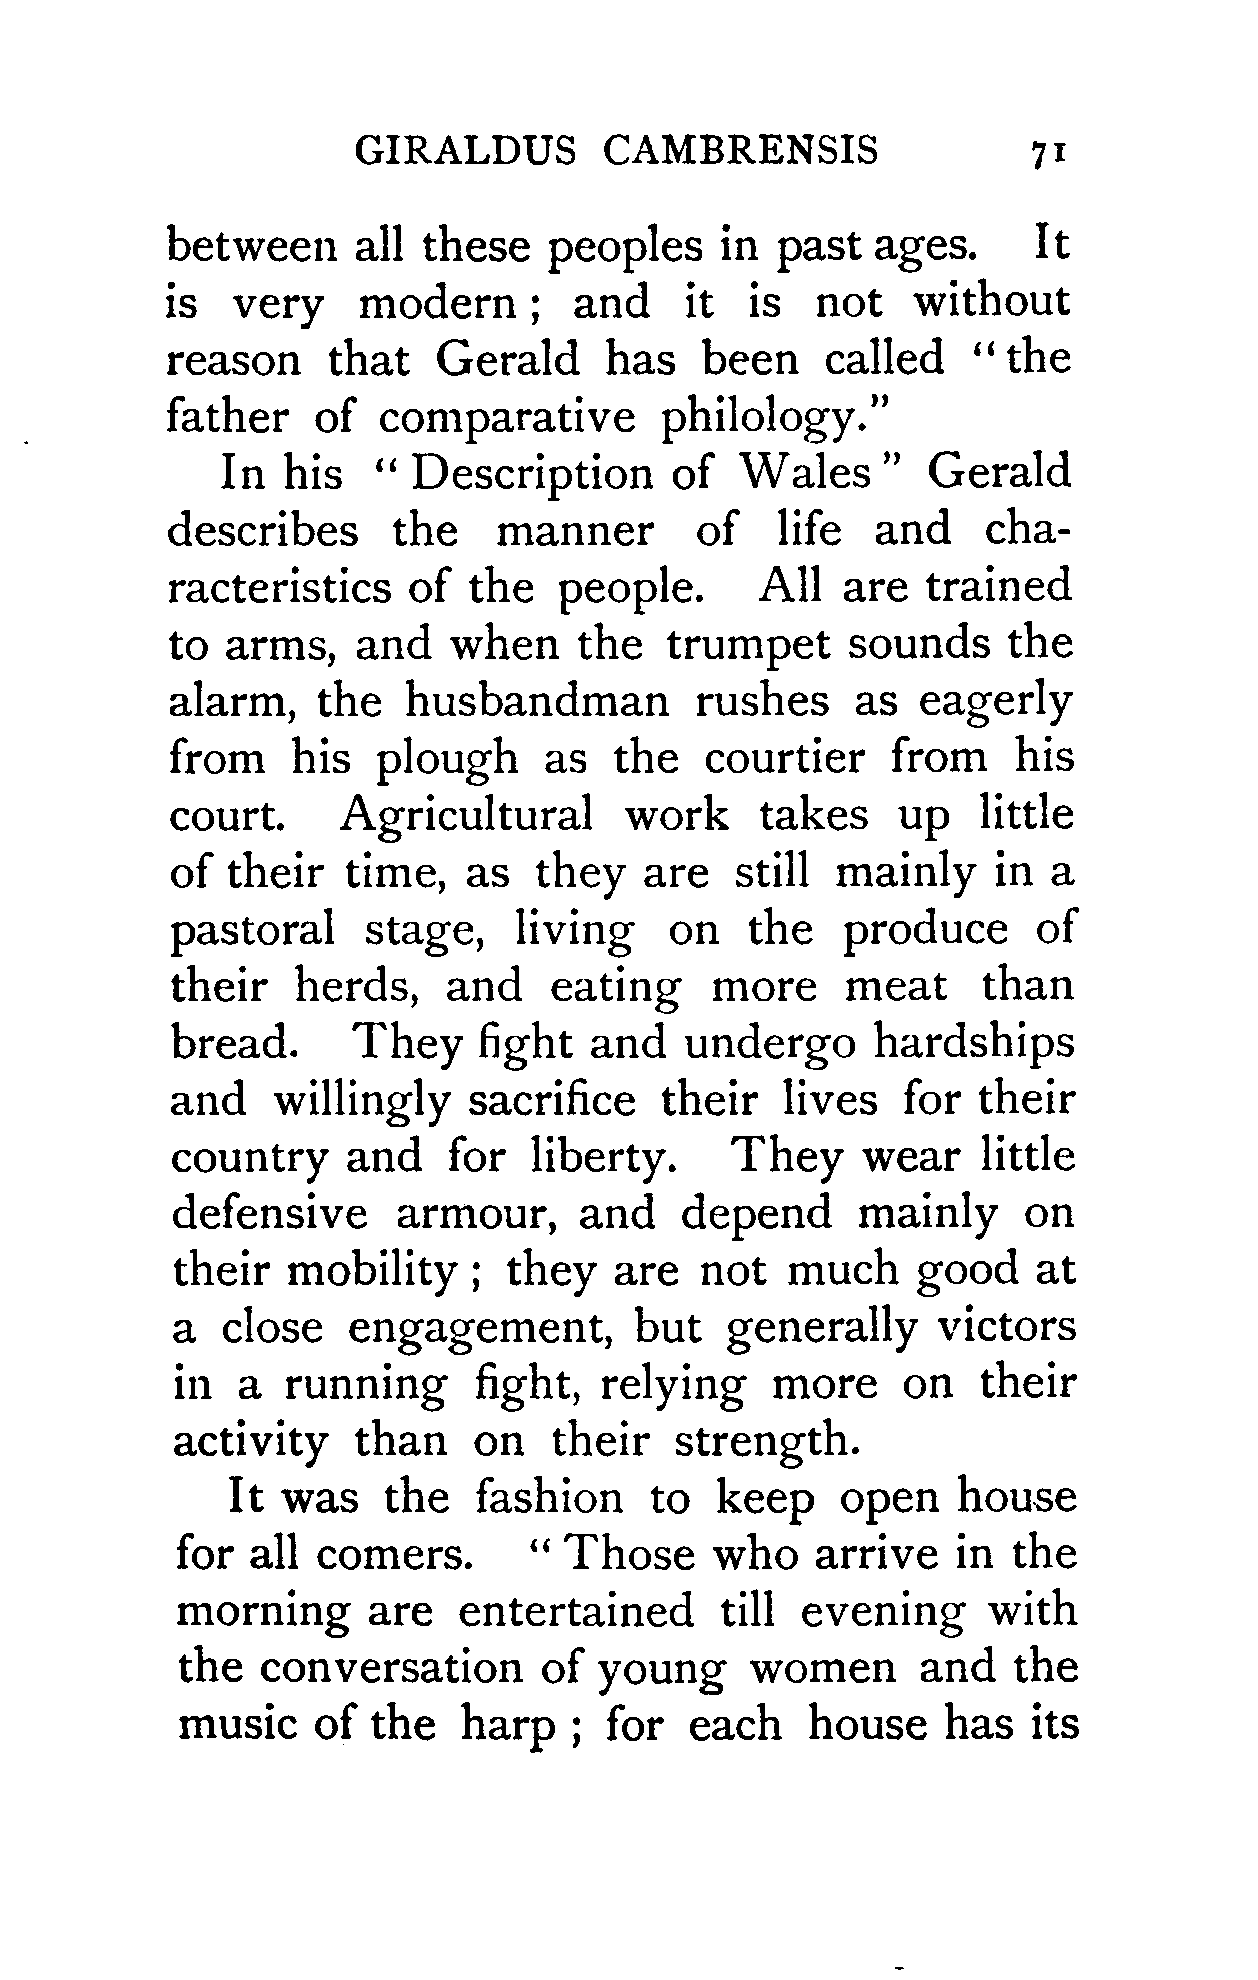 GIRALDUS CAMBRENSIS 71
between all these peoples in past ages. It
is very modern ; and it is not without
reason that Gerald has been called “ the
father of comparative philology.”
In his “ Description of Wales ” Gerald
describes the manner of life and cha-
racteristics of the people. All are trained
to arms, and when the trumpet sounds the
alarm, the husbandman rushes as eagerly
from his plough as the courtier from his
court. Agricultural work takes up little
of their time, as they are still mainly in a
pastoral stage, living on the produce of
their herds, and eating more meat than
bread. They fight and undergo hardships
and willingly sacrifice their lives for their
country and for liberty. They wear little
defensive armour, and depend mainly on
their mobility ; they are not much good at
a close engagement, but generally victors
in a running fight, relying more on their
activity than on their strength.
It was the fashion to keep open house
for all comers. “ Those who arrive in the
morning are entertained till evening with
the conversation of young women and the
music of the harp ; for each house has its